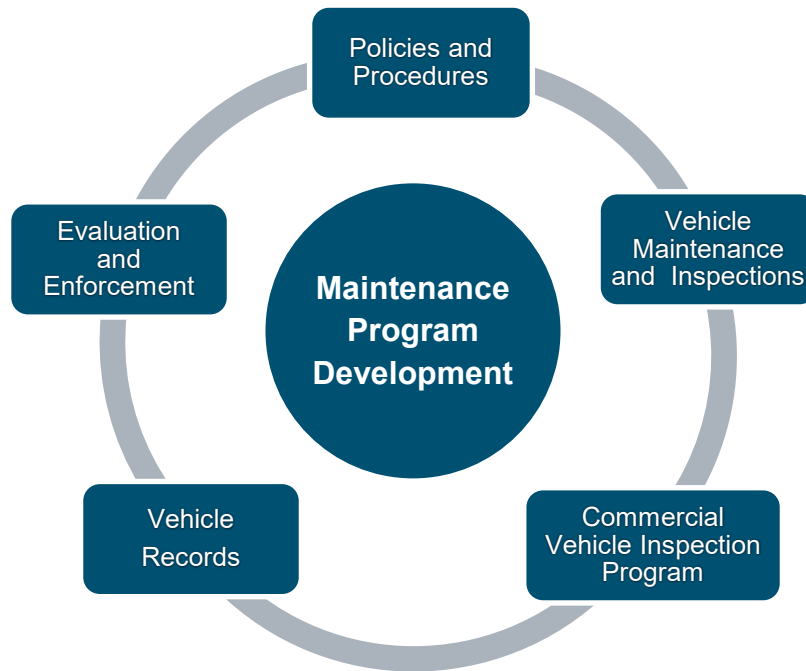 Policies and
Procedures
Vehicle
Maintenance
and Inspections
Commercial
Vehicle Inspection
Program
Vehicle
Records
Evaluation
and
Enforcement
Maintenance
Program
Development